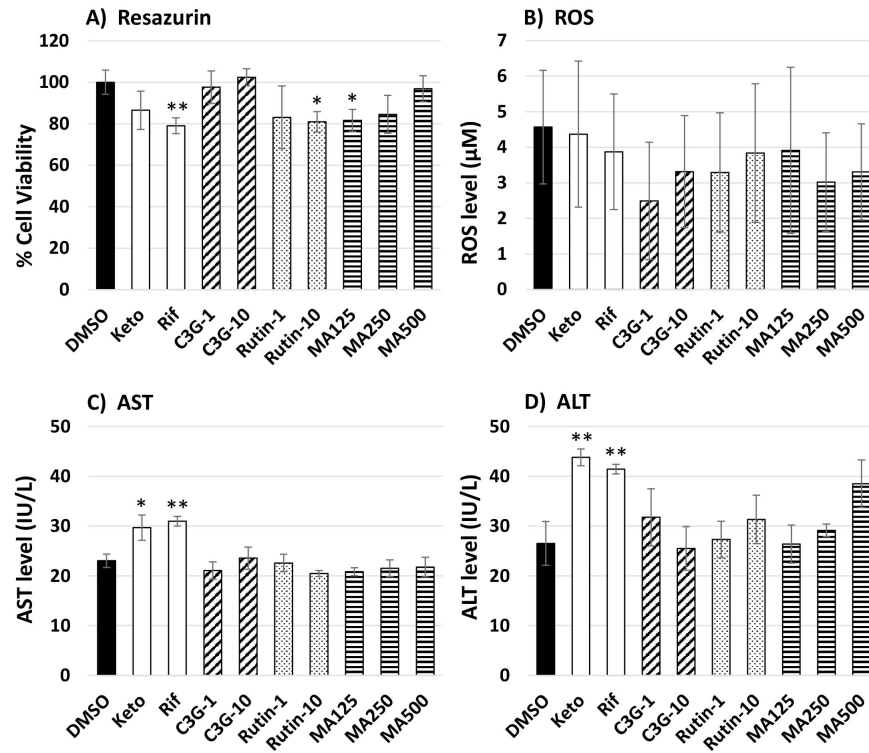 A) Resazurin
% Cell Viability
120
100
80
60
40
20
0
** * *
DMSO Keto Rif C3G-1 C3G-10 Rutin-1 Rutin-10 MA125 MA250 MA500
B) ROS
ROS level (μM)
7
6
5
4
3
2
1
0
DMSO Keto Rif C3G-1 C3G-10 Rutin-1 Rutin-10 MA125 MA250 MA500
C) AST
AST level (IU/L)
50
40
30
20
10
0
* **
DMSO Keto Rif C3G-1 C3G-10 Rutin-1 Rutin-10 MA125 MA250 MA500
D) ALT
ALT level (IU/L)
50
40
30
20
10
0
** **
DMSO Keto Rif C3G-1 C3G-10 Rutin-1 Rutin-10 MA125 MA250 MA500